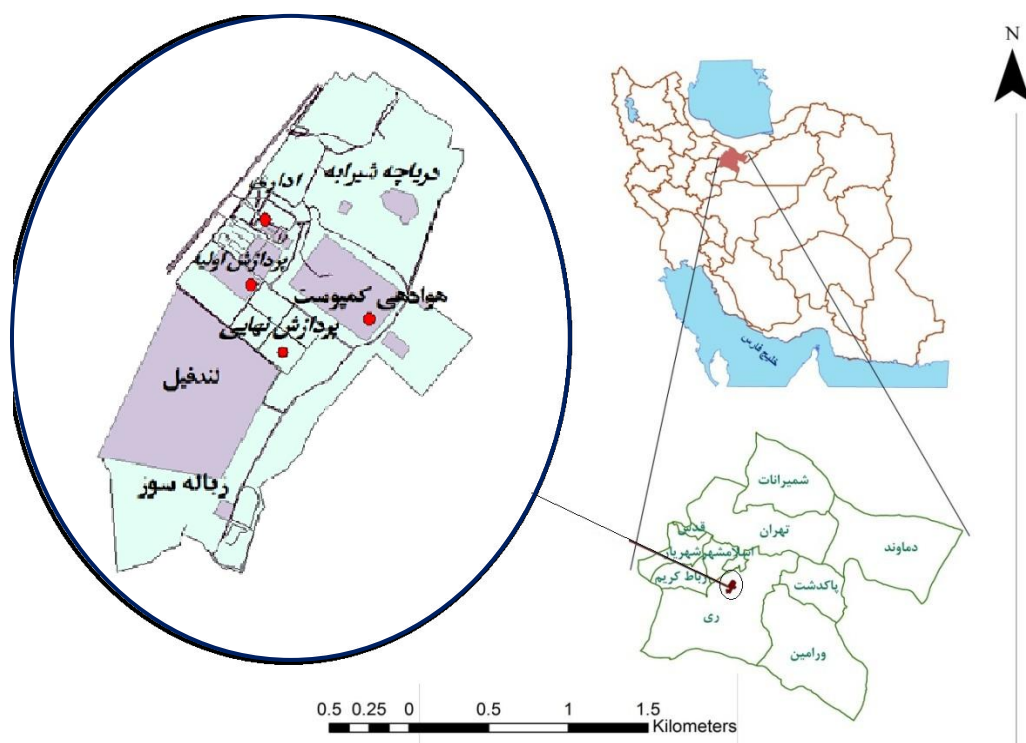 N
دریاچه شیرابه
اداری
پردازش اولیه
هوادهی کمپوست
پردازش نهایی
لندفیل
زباله سوز
خلیج فارس
شمیرانات
تهران
قدس
دماوند
اسلامشهر
شهریار
رباط کریم
پاکدشت
ری
ورامین
0.5 0.25 0 0.5 1 1.5
Kilometers